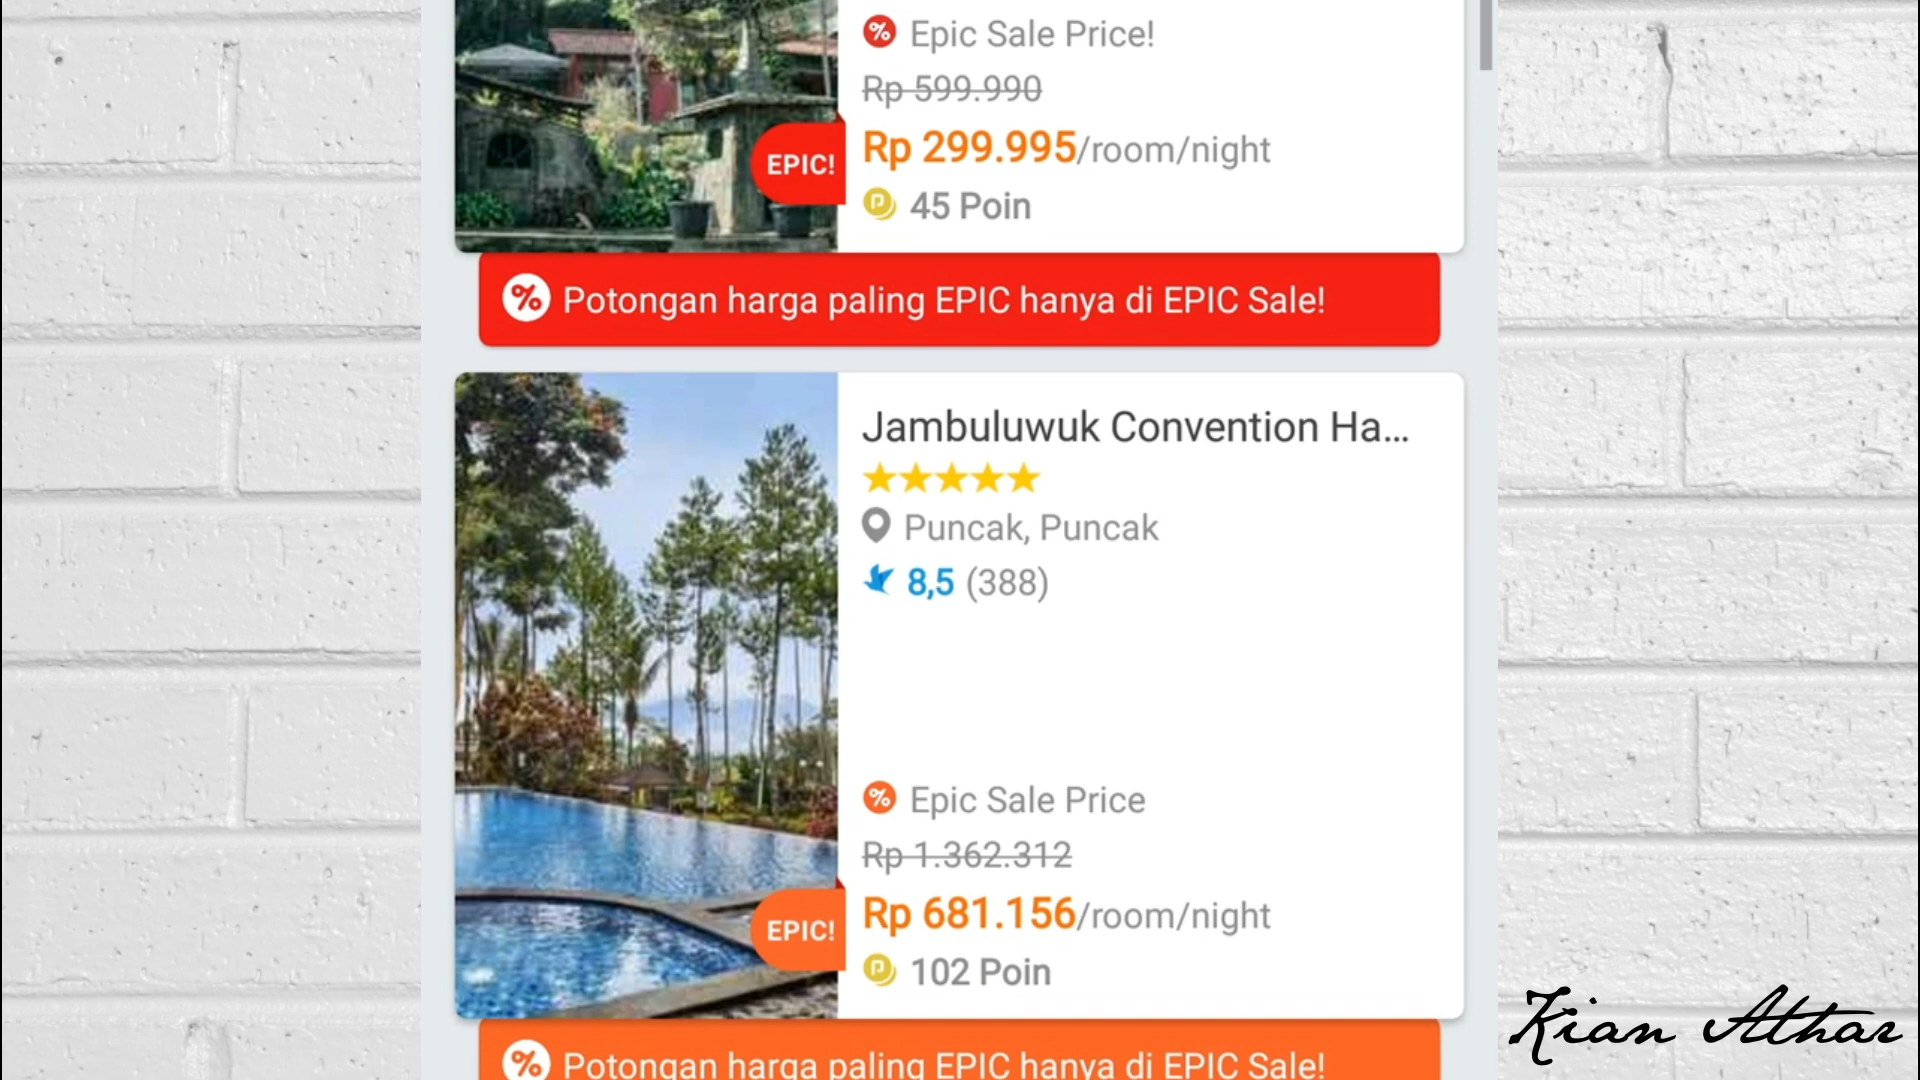 Epic Sale Price!
Rp 599.990
Rp 299.995/room/night
EPIC!
45 Poin
Potongan harga paling EPIC hanya di EPIC Sale!
Jambuluwuk Convention Ha...
Puncak, Puncak
8,5 (388)
Epic Sale Price
Rp 1.362.312
Rp 681.156/room/night
EPIC!
102 Poin
Potongan harga paling EPIC hanya di EPIC Sale!
Kian Athar